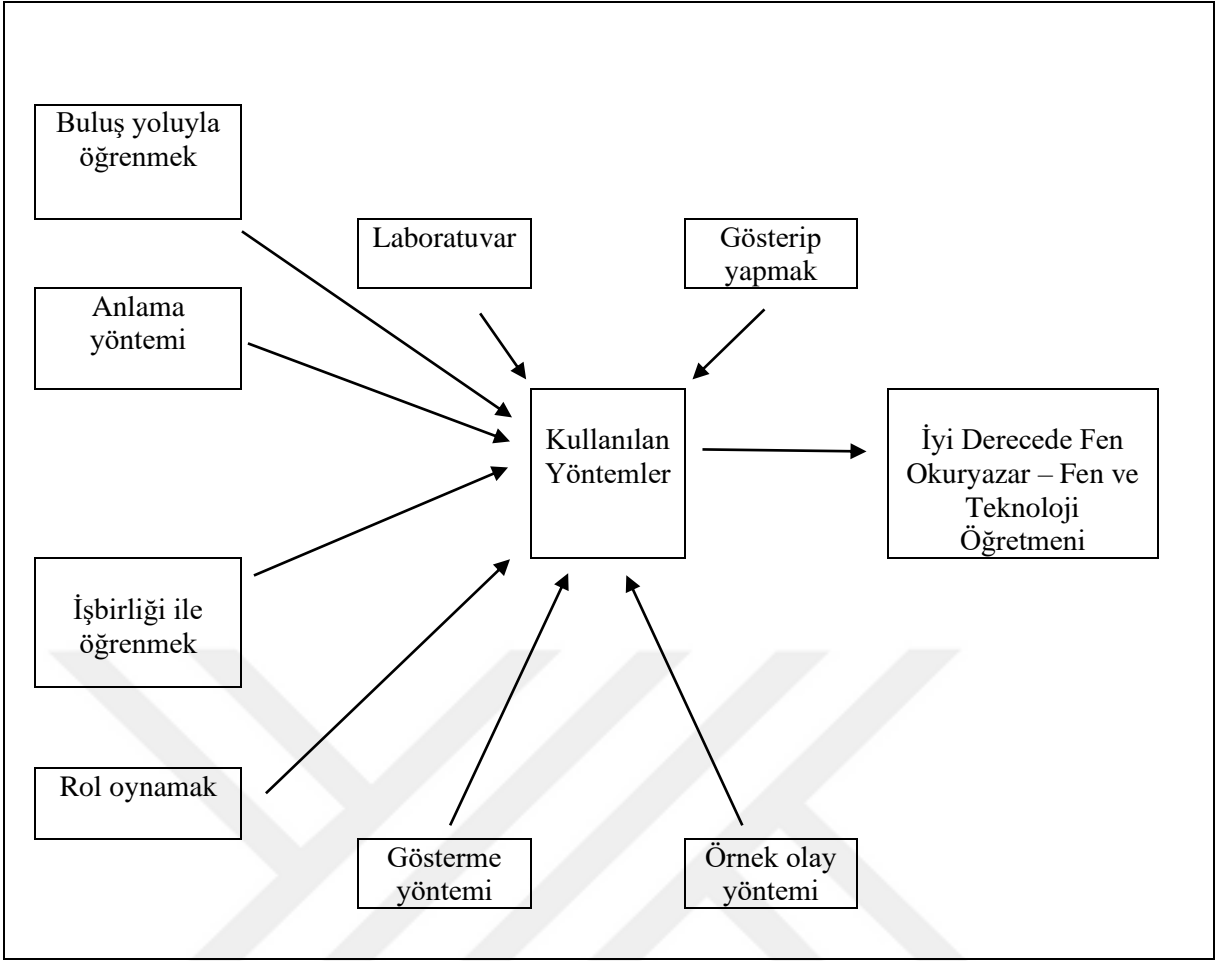 Buluş yoluyla
öğrenmek
Laboratuvar
Gösterip
yapmak
Anlama
yöntemi
Kullanılan
Yöntemler
İyi Derecede Fen
Okuryazar – Fen ve
Teknoloji
Öğretmeni
İşbirliği ile
öğrenmek
Rol oynamak
Gösterme
yöntemi
Örnek olay
yöntemi